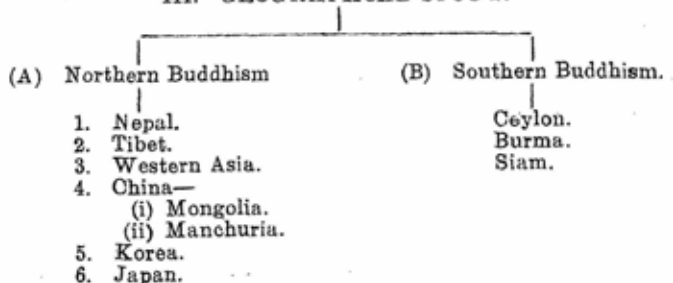 III.
(A) Northern Buddhism
(B) Southern Buddhism.
1. Nepal.
2. Tibet.
3. Western Asia.
4. China—
(i) Mongolia.
(ii) Manchuria.
5. Korea.
6. Japan.
Ceylon.
Burma.
Siam.